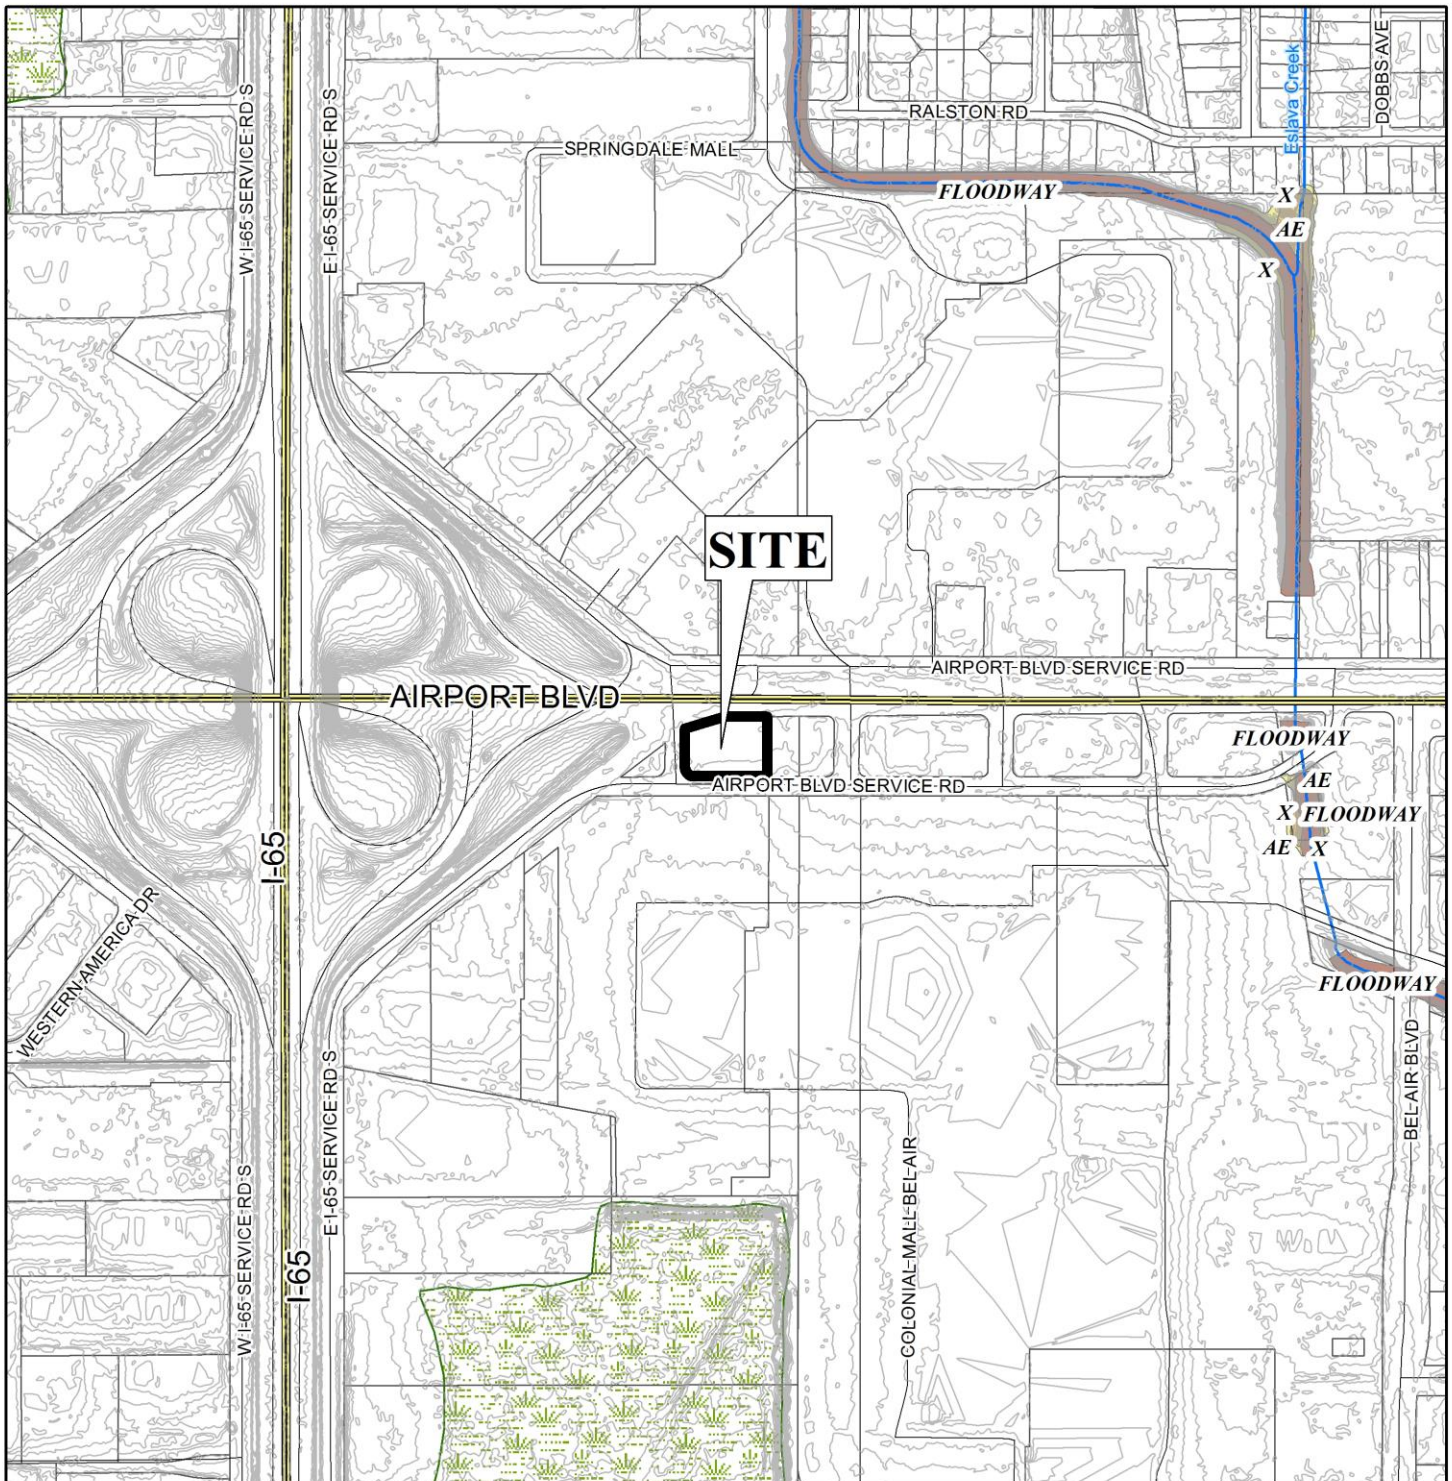 DOBBS AVE
Eslava Creek
RALSTON RD
W I-65 SERVICE RD S
E I-65 SERVICE RD S
SPRINGDALE MALL
FLOODWAY
X
AE
X
SITE
AIRPORT BLVD SERVICE RD
AIRPORT BLVD
FLOODWAY
AIRPORT BLVD SERVICE RD
AE
X
FLOODWAY
AE
X
I-65
WESTERN AMERICA DR
FLOODWAY
BEL AIR BLVD
E I-65 SERVICE RD S
COLONIAL MALL BEL AIR
W I-65 SERVICE RD S
I-65